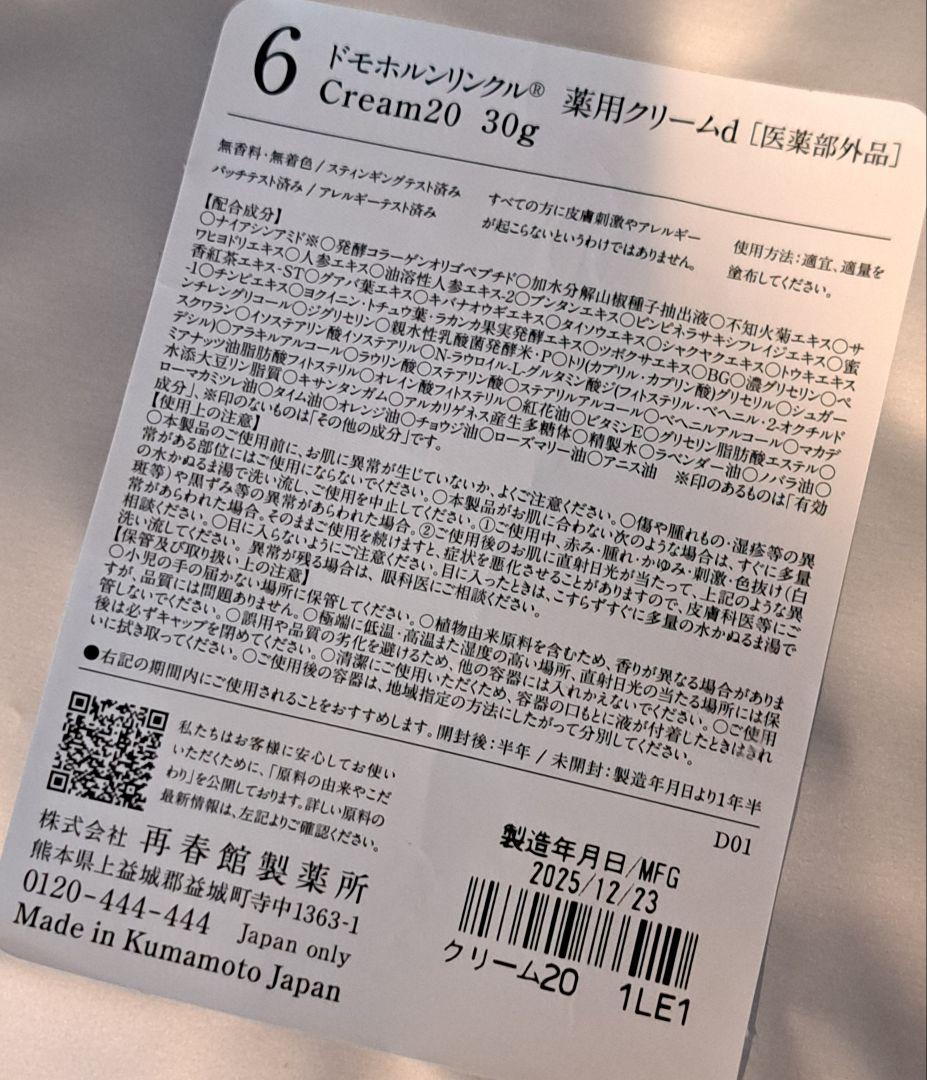 6
ドモホルンリンクル® 薬用クリームd [医薬部外品]
Cream20 30g
無香料・無着色 / スティンギングテスト済み
パッチテスト済み / アレルギーテスト済み
すべての方に皮膚刺激やアレルギー
が起こらないというわけではありません。
使用方法：適宜、適量を
塗布してください。
【配合成分】
○ナイアシンアミド※○発酵コラーゲンオリゴペプチド○加水分解山椒種子抽出液○不知火菊エキス○サ
ワヒヨドリエキス○人参エキス○油溶性人参エキス-2○ブンタンエキス○ピンピネラサキシフレイジエキス○蜜
香紅茶エキス-ST○グアバ葉エキス○キバナオウギエキス○タイソウエキス○シャクヤクエキス○トウキエキス
-1○チンピエキス○ヨクイニン・トチュウ葉・ラカンカ果実発酵エキス○ツボクサエキス○BG○濃グリセリン○ペ
ンチレングリコール○ジグリセリン○親水性乳酸菌発酵米・P○トリ(カプリル・カプリン酸)グリセリル○シュガー
スクワラン○イソステアリン酸イソステアリル○N-ラウロイル-L-グルタミン酸ジ(フィトステリル・ベヘニル・2-オクチルド
デシル)○アラキルアルコール○ラウリン酸○ステアリン酸○ステアリルアルコール○ベヘニルアルコール○マカデ
ミアナッツ油脂肪酸フィトステリル○オレイン酸フィトステリル○紅花油○ビタミンE○グリセリン脂肪酸エステル○
水添大豆リン脂質○キサンタンガム○アルカリゲネス産生多糖体○精製水○ラベンダー油○ノバラ油○
ローマカミツレ油○タイム油○オレンジ油○チョウジ油○ローズマリー油○アニス油 ※印のあるものは「有効
成分」、※印のないものは「その他の成分」です。
【使用上の注意】
○本製品のご使用前に、お肌に異常が生じていないか、よくご注意ください。○傷や腫れもの・湿疹等の異
常がある部位にはご使用にならないでください。○本製品がお肌に合わない次のような場合は、すぐに多量
の水かぬるま湯で洗い流し、ご使用を中止してください。①ご使用中、赤み・腫れ・かゆみ・刺激・色抜け(白
斑等)や黒ずみ等の異常があらわれた場合。②ご使用後のお肌に直射日光が当たって、上記のような異
常があらわれた場合。そのままご使用を続けますと、症状を悪化させることがありますので、皮膚科医等にご
相談ください。○目に入らないようにご注意ください。目に入ったときは、こすらずすぐに多量の水かぬるま湯で
洗い流してください。異常が残る場合は、眼科医にご相談ください。
【保管及び取り扱い上の注意】
○小児の手の届かない場所に保管してください。○植物由来原料を含むため、香りが異なる場合がありま
すが、品質には問題ありません。○極端に低温・高温また湿度の高い場所、直射日光の当たる場所には保
管しないでください。○誤用や品質の劣化を避けるため、他の容器には入れかえないでください。○ご使用
後は必ずキャップを閉めてください。○清潔にご使用いただくため、容器の口もとに液が付着したときはきれ
いに拭き取ってください。○ご使用後の容器は、地域指定の方法にしたがって分別してください。
●右記の期間内にご使用されることをおすすめします。開封後：半年 / 未開封：製造年月日より1年半
D01
私たちはお客様に安心してお使い
いただくために、「原料の由来やこだ
わり」を公開しております。詳しい原料の
最新情報は、左記よりご確認ください。
株式会社 再春館製薬所
熊本県上益城郡益城町寺中1363-1
0120-444-444 Japan only
Made in Kumamoto Japan
製造年月日/MFG
2025/12/23
クリーム20 1LE1